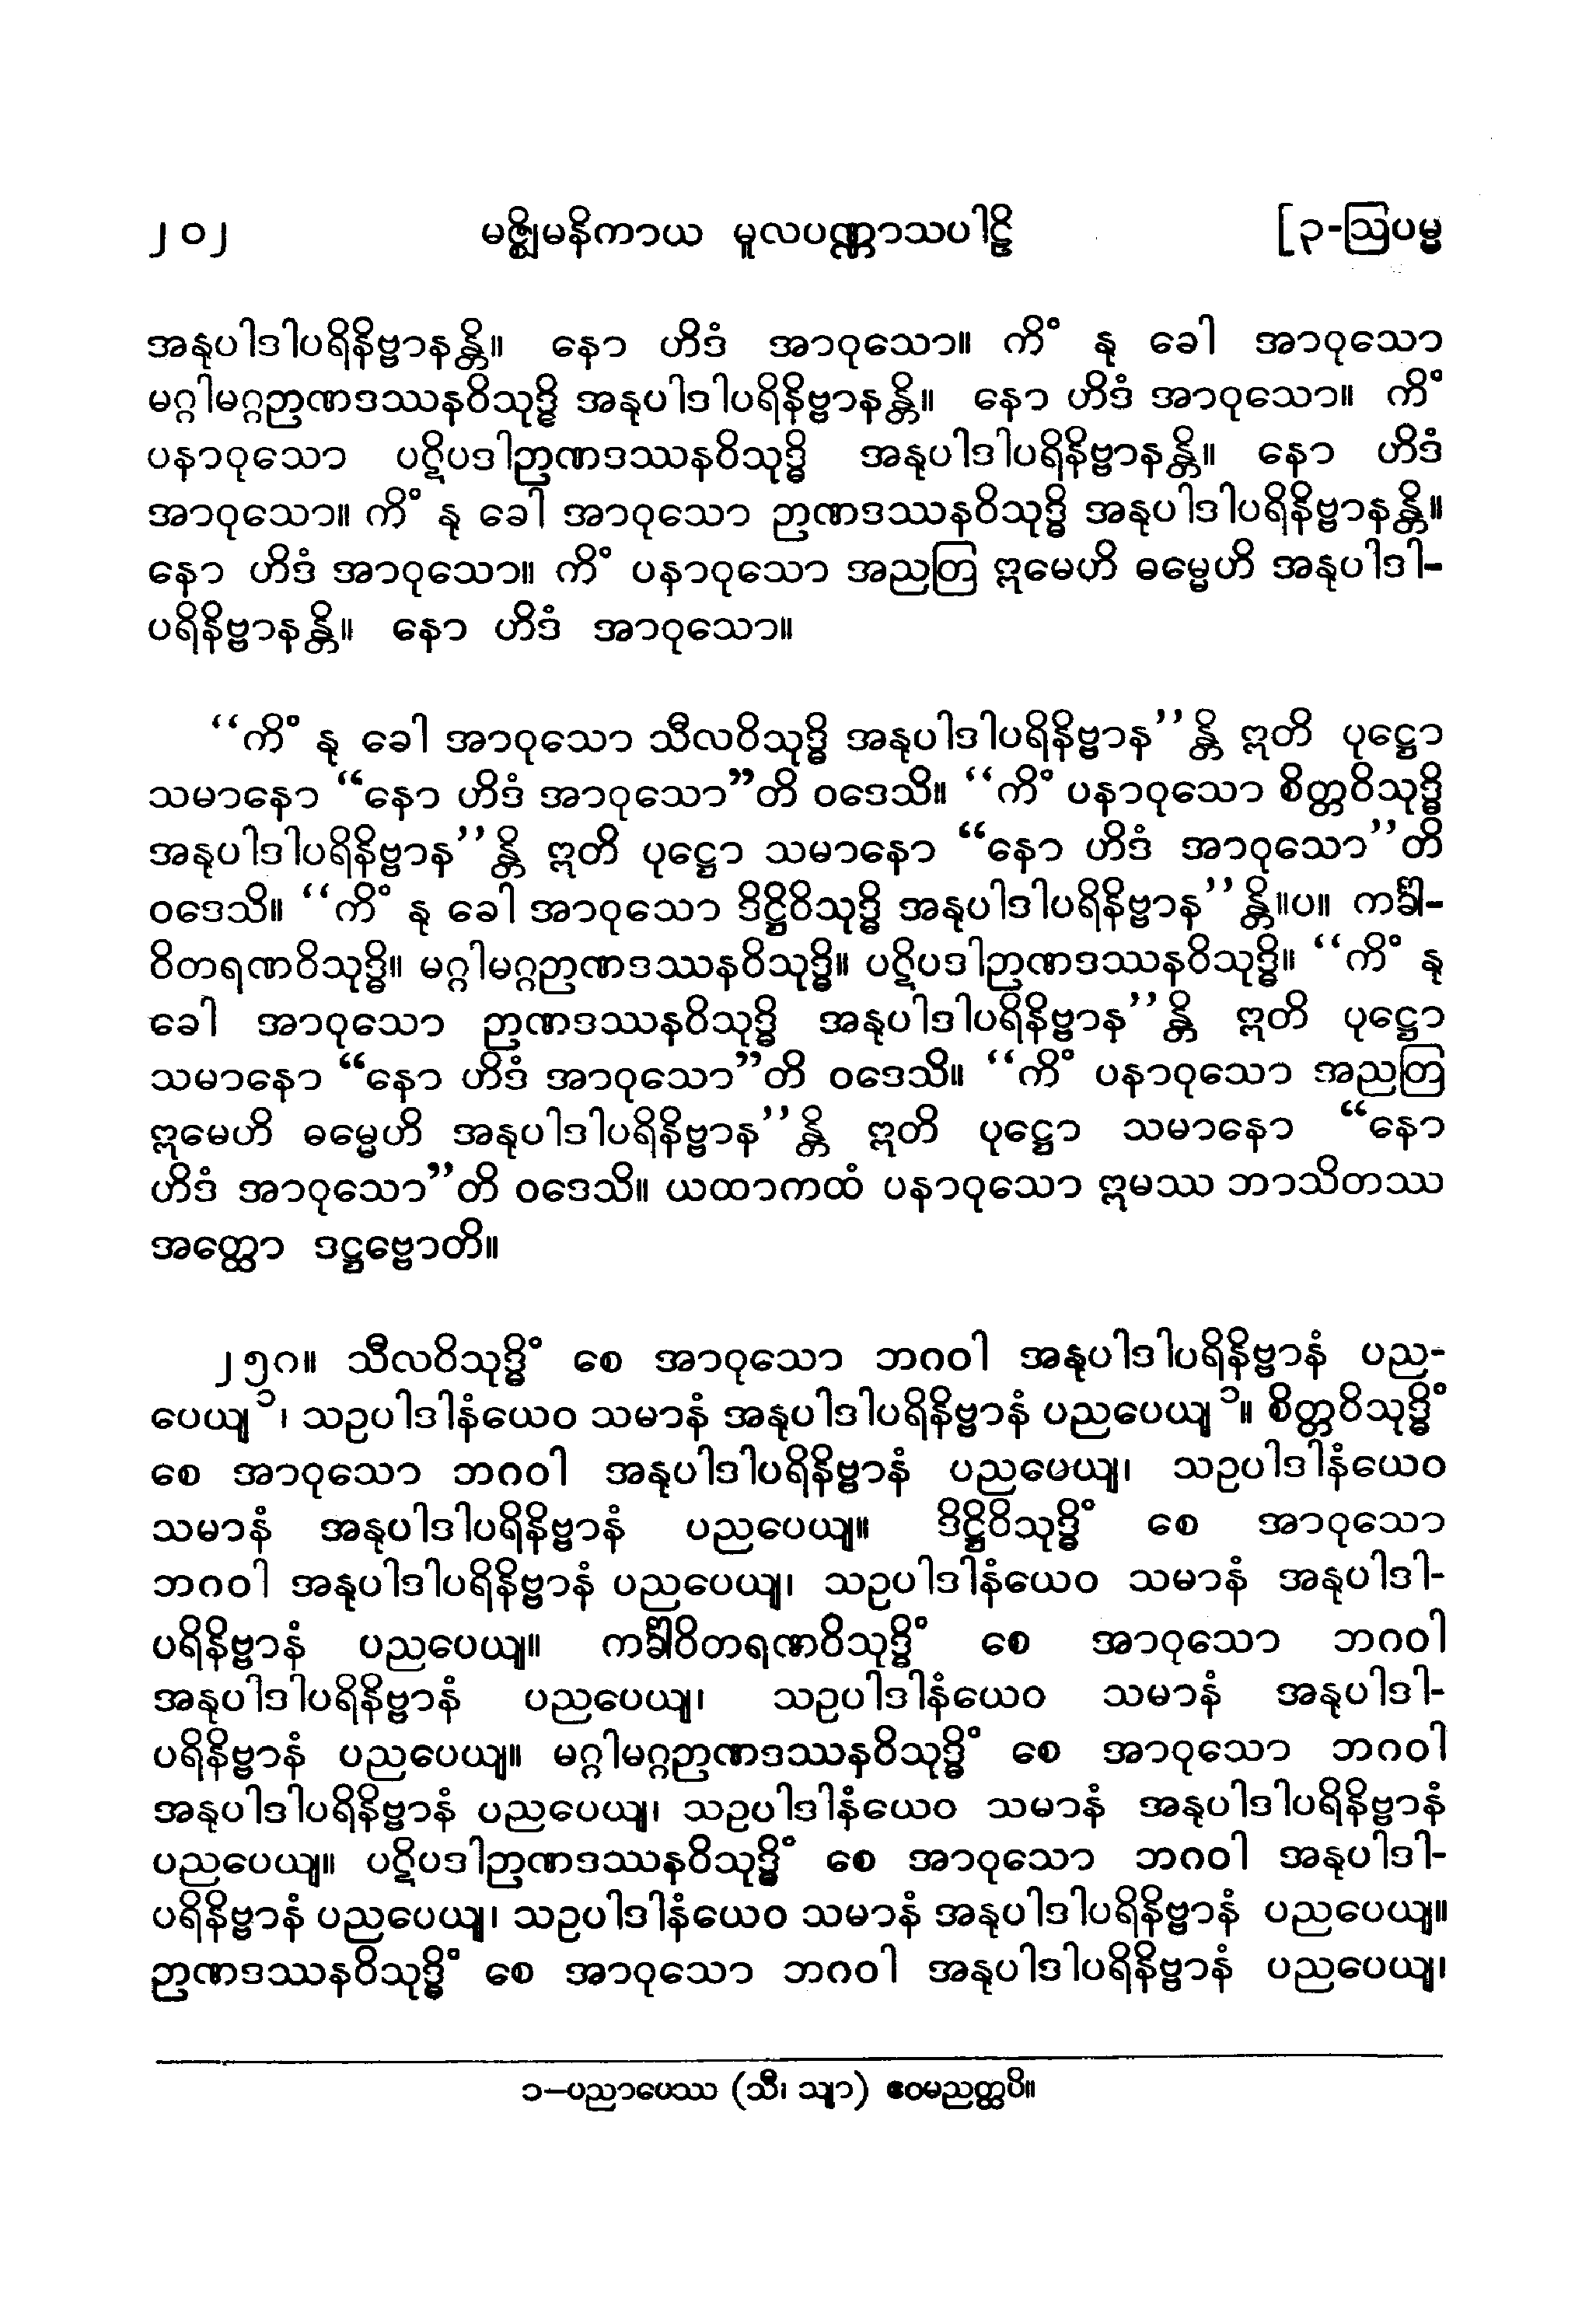 ၂၀၂ မဇ္ဈိမနိကာယ မူလပဏ္ဏာသပါဠိ [၃-ဩပမ္မ
အနုပါဒါပရိနိဗ္ဗာနန္တိ။ နော ဟိဒံ အာဝုသော။ ကိံ နု ခေါ အာဝုသော
မဂ္ဂါမဂ္ဂဉာဏဒဿနဝိသုဒ္ဓိ အနုပါဒါပရိနိဗ္ဗာနန္တိ။ နော ဟိဒံ အာဝုသော။ ကိံ
ပနာဝုသော ပဋိပဒါဉာဏဒဿနဝိသုဒ္ဓိ အနုပါဒါပရိနိဗ္ဗာနန္တိ။ နော ဟိဒံ
အာဝုသော။ ကိံ နု ခေါ အာဝုသော ဉာဏဒဿနဝိသုဒ္ဓိ အနုပါဒါပရိနိဗ္ဗာနန္တိ။
နော ဟိဒံ အာဝုသော။ ကိံ ပနာဝုသော အညတြ ဣမေဟိ ဓမ္မေဟိ အနုပါဒါ-
ပရိနိဗ္ဗာနန္တိ။ နော ဟိဒံ အာဝုသော။
“ကိံ နု ခေါ အာဝုသော သီလဝိသုဒ္ဓိ အနုပါဒါပရိနိဗ္ဗာန”န္တိ ဣတိ ပုဋ္ဌော
သမာနော “နော ဟိဒံ အာဝုသော”တိ ဝဒေသိ။ “ကိံ ပနာဝုသော စိတ္တဝိသုဒ္ဓိ
အနုပါဒါပရိနိဗ္ဗာန”န္တိ ဣတိ ပုဋ္ဌော သမာနော “နော ဟိဒံ အာဝုသော”တိ
ဝဒေသိ။ “ကိံ နု ခေါ အာဝုသော ဒိဋ္ဌိဝိသုဒ္ဓိ အနုပါဒါပရိနိဗ္ဗာန”န္တိ။ပ။ ကင်္ခါ-
ဝိတရဏဝိသုဒ္ဓိ။ မဂ္ဂါမဂ္ဂဉာဏဒဿနဝိသုဒ္ဓိ။ ပဋိပဒါဉာဏဒဿနဝိသုဒ္ဓိ။ “ကိံ နု
ခေါ အာဝုသော ဉာဏဒဿနဝိသုဒ္ဓိ အနုပါဒါပရိနိဗ္ဗာန”န္တိ ဣတိ ပုဋ္ဌော
သမာနော “နော ဟိဒံ အာဝုသော”တိ ဝဒေသိ။ “ကိံ ပနာဝုသော အညတြ
ဣမေဟိ ဓမ္မေဟိ အနုပါဒါပရိနိဗ္ဗာန”န္တိ ဣတိ ပုဋ္ဌော သမာနော “နော
ဟိဒံ အာဝုသော”တိ ဝဒေသိ။ ယထာကထံ ပနာဝုသော ဣမဿ ဘာသိတဿ
အတ္ထော ဒဋ္ဌဗ္ဗောတိ။
၂၅၈။ သီလဝိသုဒ္ဓိံ စေ အာဝုသော ဘဂဝါ အနုပါဒါပရိနိဗ္ဗာနံ ပည-
ပေယျ၁၊ သဥပါဒါနံယေဝ သမာနံ အနုပါဒါပရိနိဗ္ဗာနံ ပညပေယျ၁။ စိတ္တဝိသုဒ္ဓိံ
စေ အာဝုသော ဘဂဝါ အနုပါဒါပရိနိဗ္ဗာနံ ပညပေယျ၊ သဥပါဒါနံယေဝ
သမာနံ အနုပါဒါပရိနိဗ္ဗာနံ ပညပေယျ။ ဒိဋ္ဌိဝိသုဒ္ဓိံ စေ အာဝုသော
ဘဂဝါ အနုပါဒါပရိနိဗ္ဗာနံ ပညပေယျ၊ သဥပါဒါနံယေဝ သမာနံ အနုပါဒါ-
ပရိနိဗ္ဗာနံ ပညပေယျ။ ကင်္ခါဝိတရဏဝိသုဒ္ဓိံ စေ အာဝုသော ဘဂဝါ
အနုပါဒါပရိနိဗ္ဗာနံ ပညပေယျ၊ သဥပါဒါနံယေဝ သမာနံ အနုပါဒါ-
ပရိနိဗ္ဗာနံ ပညပေယျ။ မဂ္ဂါမဂ္ဂဉာဏဒဿနဝိသုဒ္ဓိံ စေ အာဝုသော ဘဂဝါ
အနုပါဒါပရိနိဗ္ဗာနံ ပညပေယျ၊ သဥပါဒါနံယေဝ သမာနံ အနုပါဒါပရိနိဗ္ဗာနံ
ပညပေယျ။ ပဋိပဒါဉာဏဒဿနဝိသုဒ္ဓိံ စေ အာဝုသော ဘဂဝါ အနုပါဒါ-
ပရိနိဗ္ဗာနံ ပညပေယျ၊ သဥပါဒါနံယေဝ သမာနံ အနုပါဒါပရိနိဗ္ဗာနံ ပညပေယျ။
ဉာဏဒဿနဝိသုဒ္ဓိံ စေ အာဝုသော ဘဂဝါ အနုပါဒါပရိနိဗ္ဗာနံ ပညပေယျ၊
၁–ပညာပေဿ (သီ၊ သျာ) ဧဝမညတ္ထပိ။